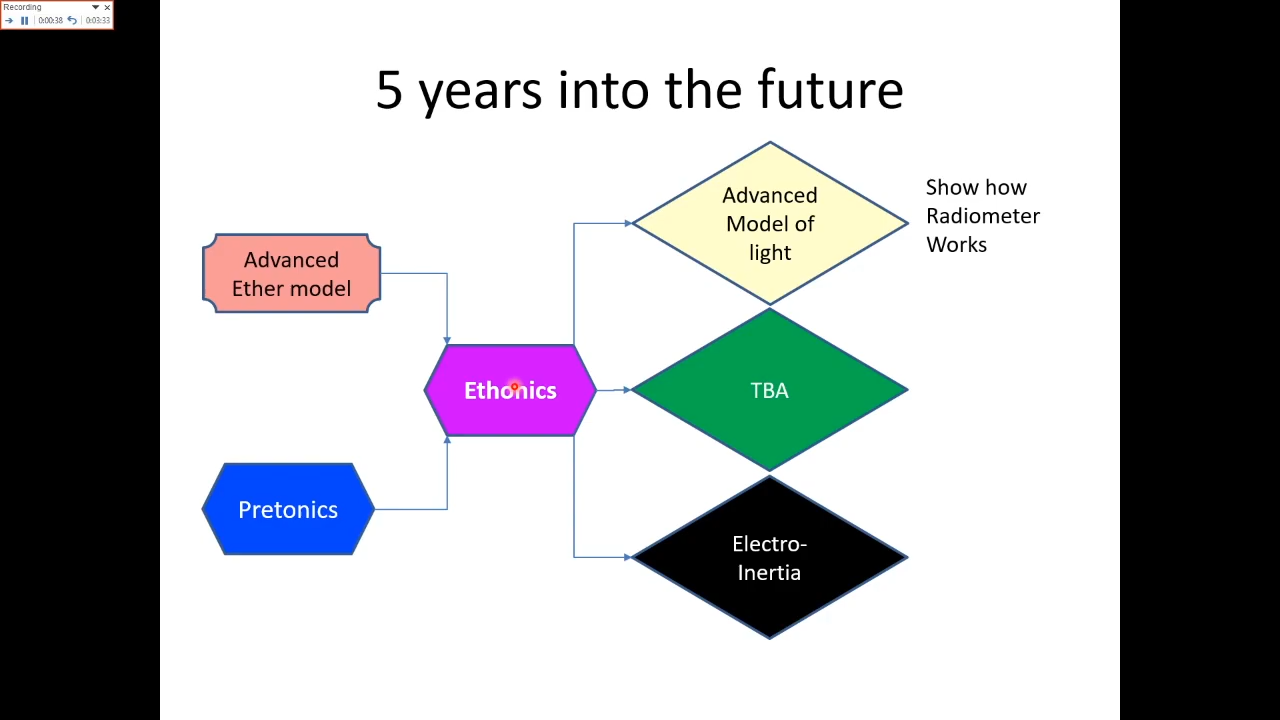 Recording
0:00:38
0:03:33
5 years into the future
Advanced
Model of
light
Show how
Radiometer
Works
Advanced
Ether model
Ethonics
TBA
Pretonics
Electro-
Inertia